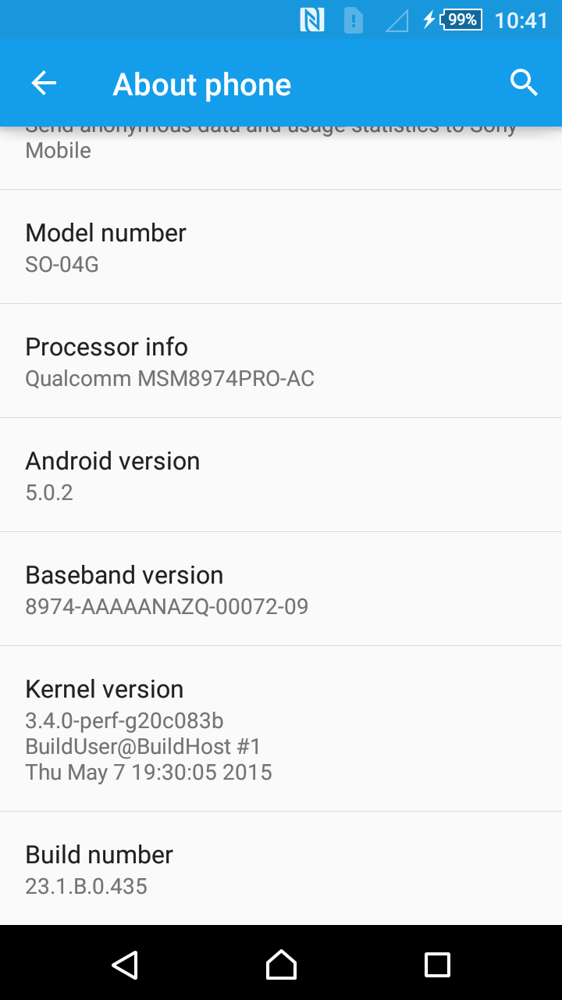 99% 10:41
About phone
Send anonymous data and usage statistics to Sony
Mobile
Model number
SO-04G
Processor info
Qualcomm MSM8974PRO-AC
Android version
5.0.2
Baseband version
8974-AAAAANAZQ-00072-09
Kernel version
3.4.0-perf-g20c083b
BuildUser@BuildHost #1
Thu May 7 19:30:05 2015
Build number
23.1.B.0.435